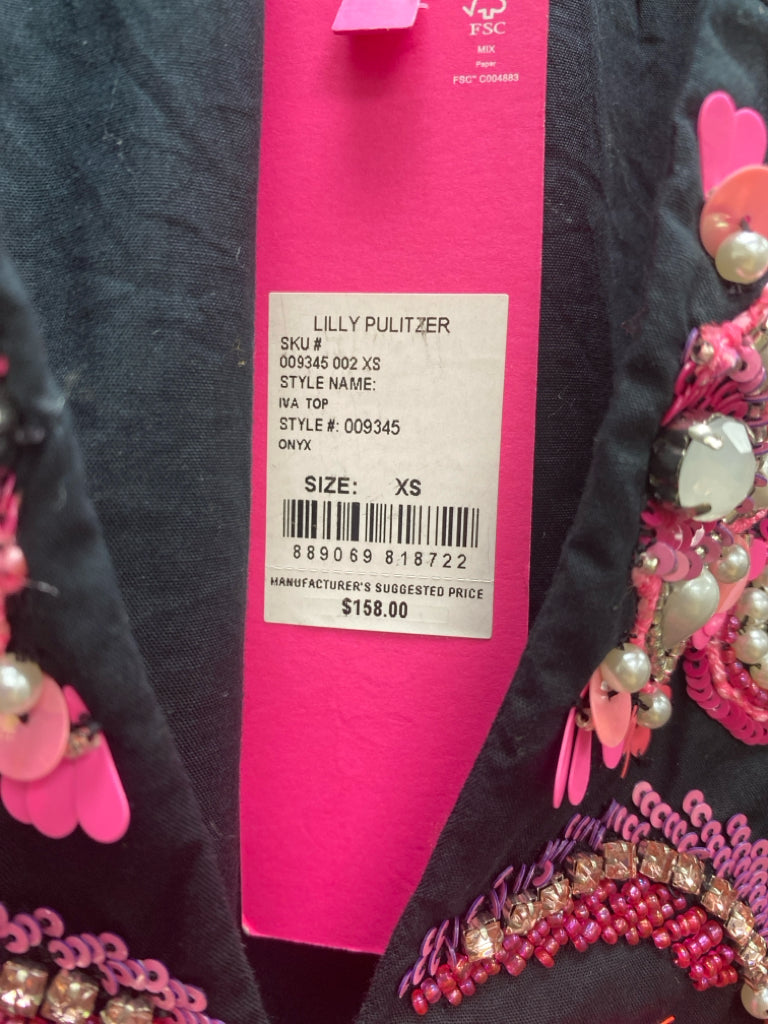 FSC
MIX
Paper
FSC™ C004883
LILLY PULITZER
SKU #
009345 002 XS
STYLE NAME:
IVA TOP
STYLE #: 009345
ONYX
SIZE: XS
889069 818722
MANUFACTURER'S SUGGESTED PRICE
$158.00